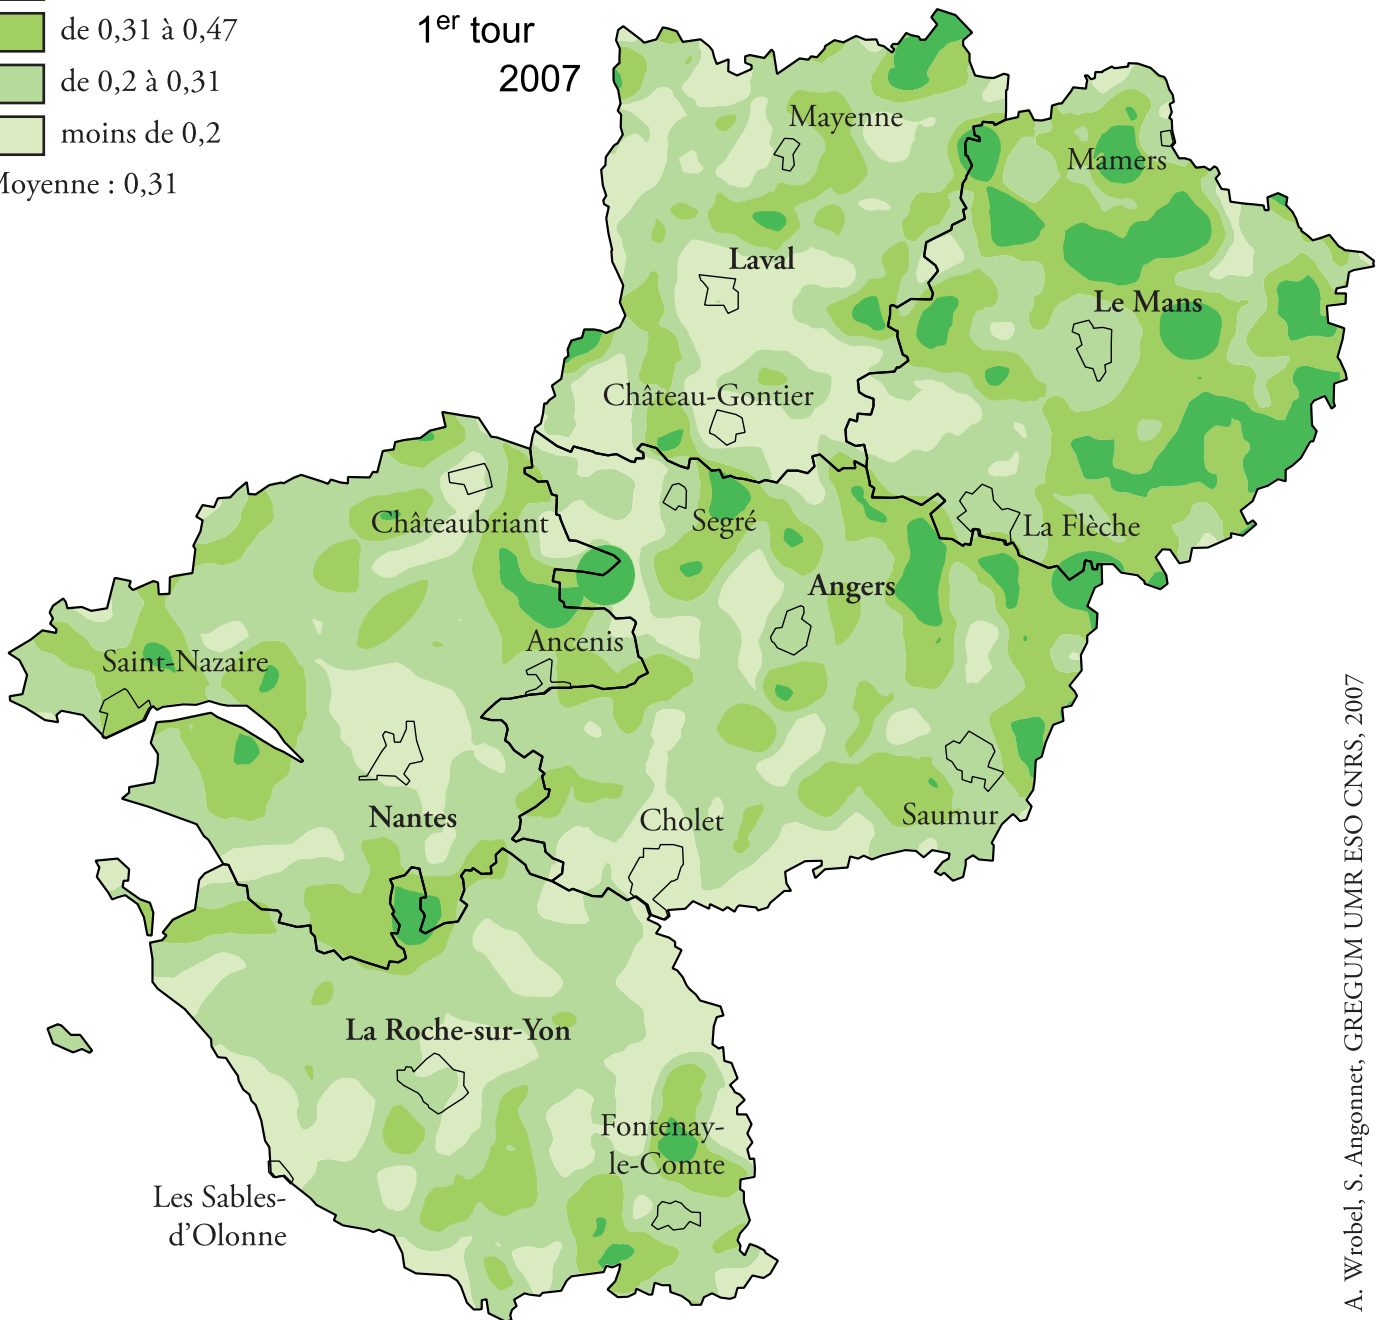 de 0,31 à 0,47
de 0,2 à 0,31
moins de 0,2
Moyenne : 0,31
1er tour
2007
Mayenne
Mamers
Laval
Le Mans
Château-Gontier
Châteaubriant
Segré
La Flèche
Angers
Ancenis
Saint-Nazaire
Nantes
Cholet
Saumur
La Roche-sur-Yon
Fontenay-
le-Comte
Les Sables-
d’Olonne
A. Wrobel, S. Angonnet, GREGUM UMR ESO CNRS, 2007